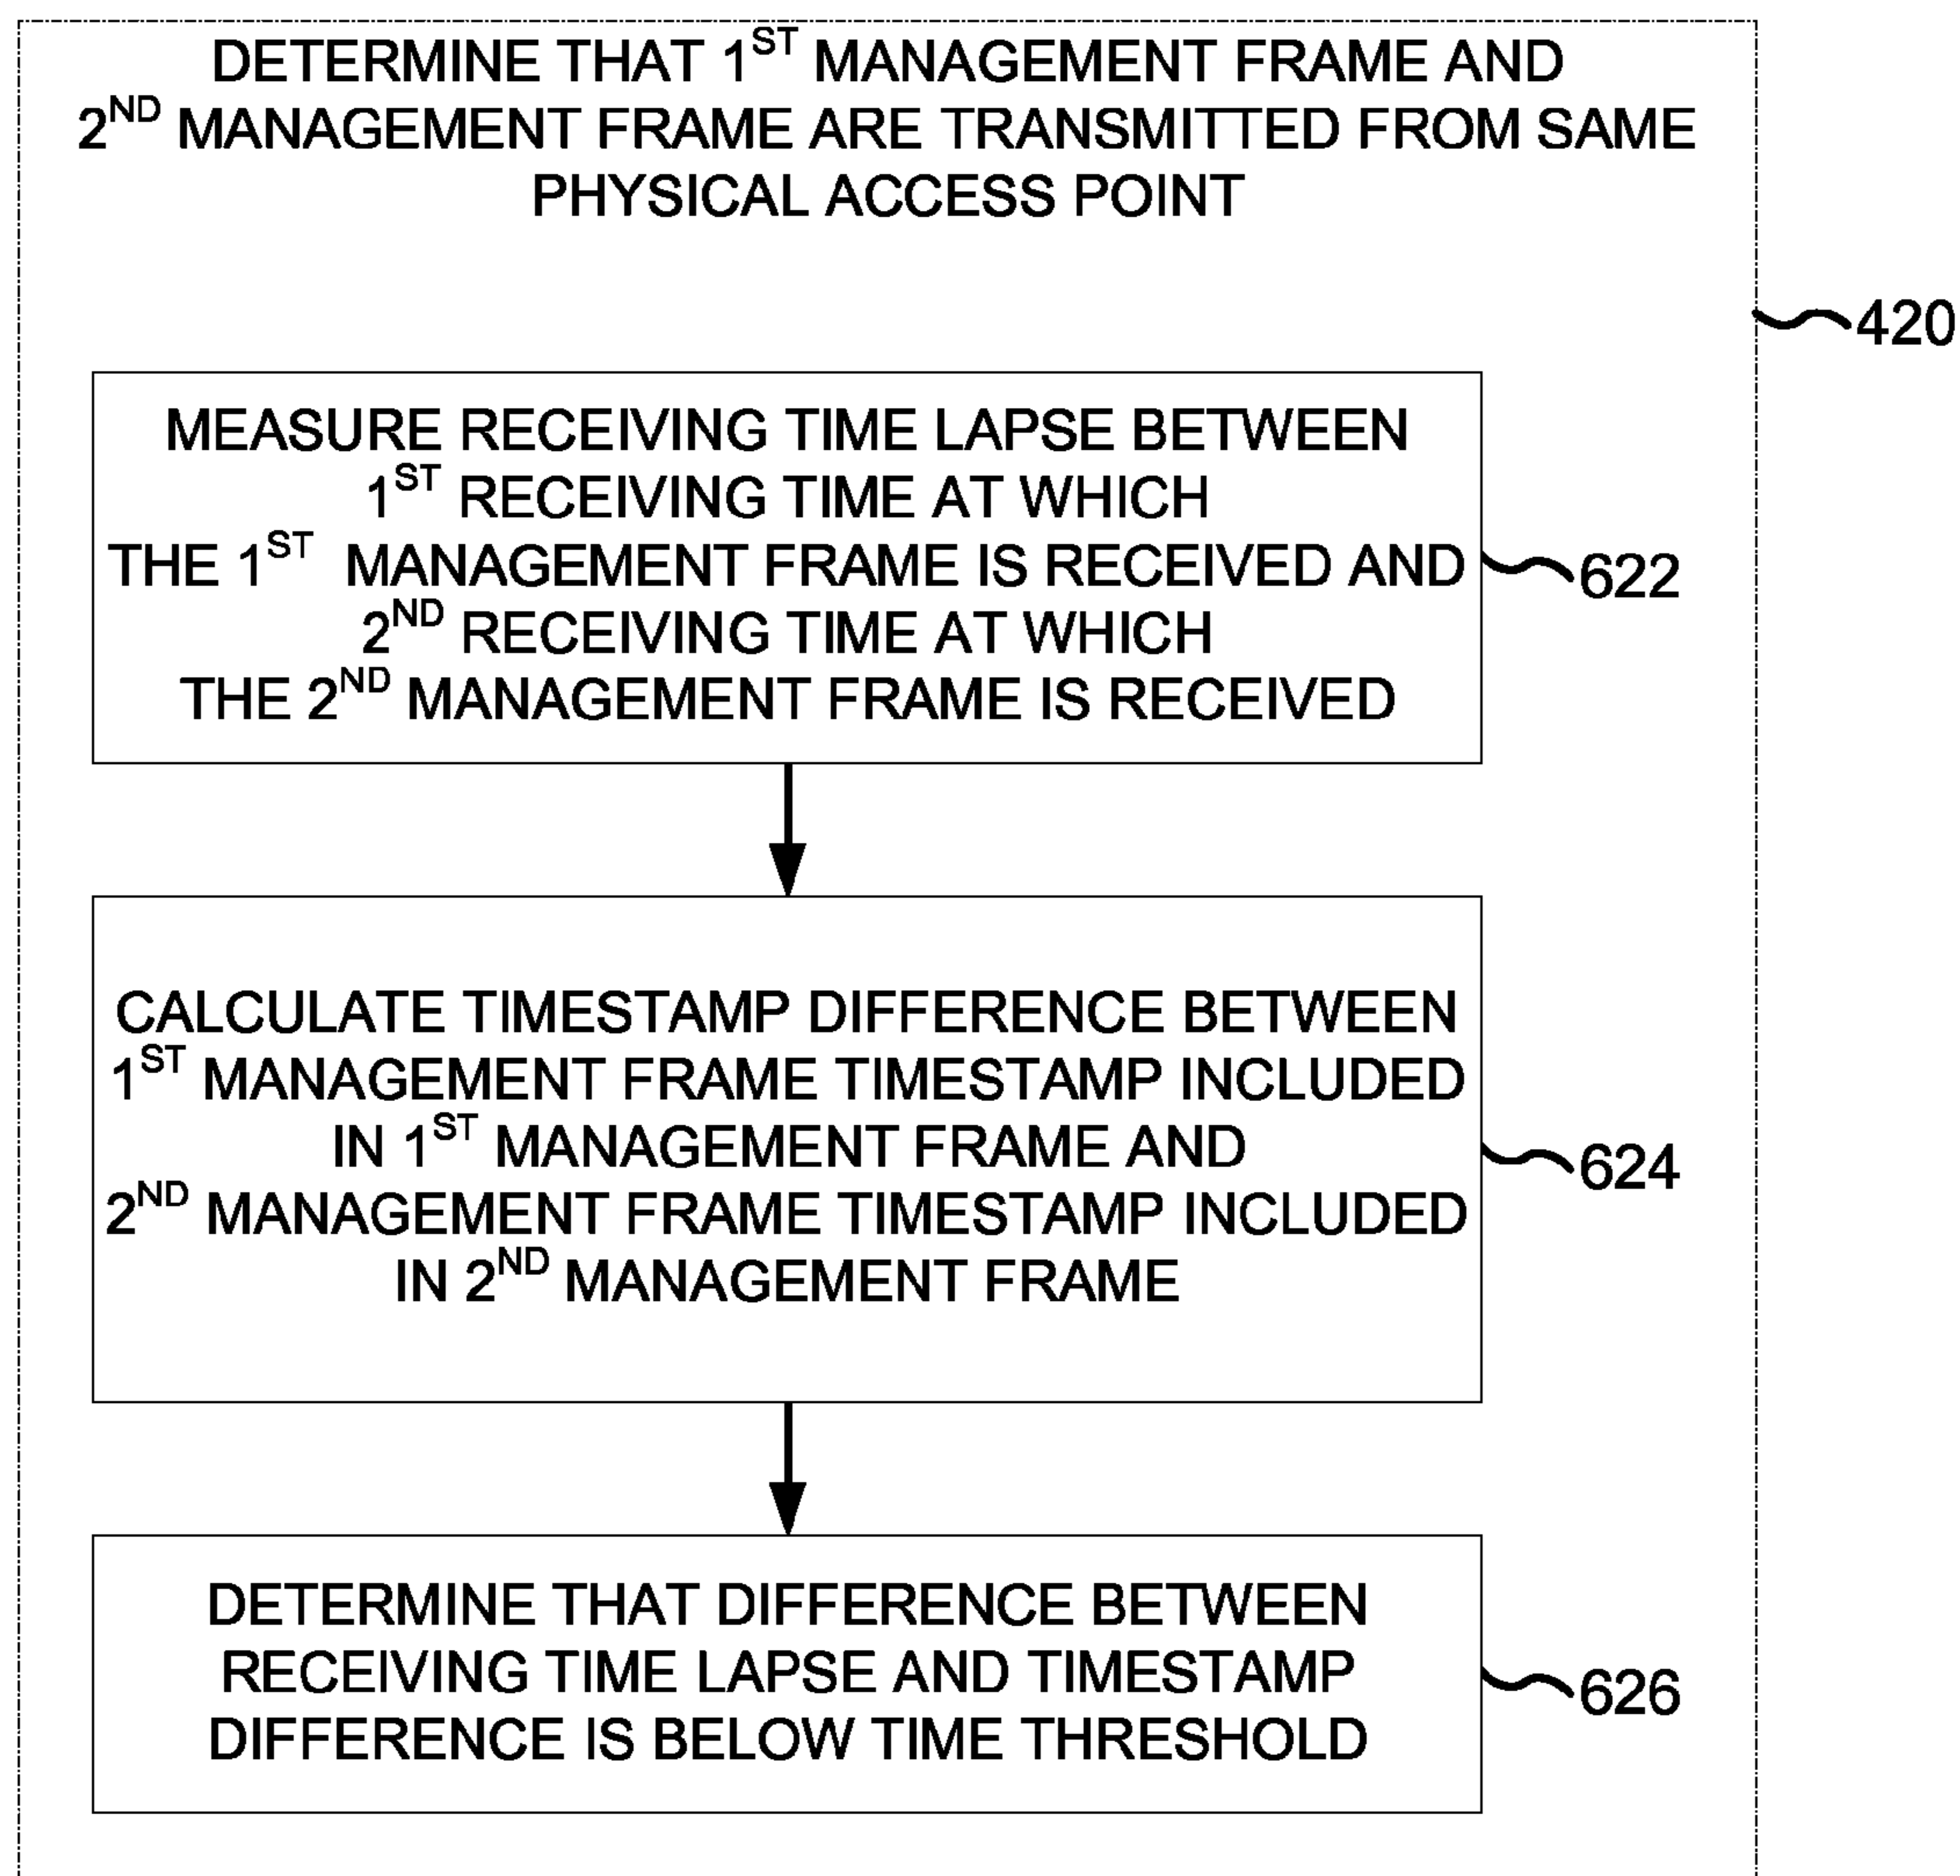 DETERMINE THAT 1ST MANAGEMENT FRAME AND
2ND MANAGEMENT FRAME ARE TRANSMITTED FROM SAME
PHYSICAL ACCESS POINT
420
MEASURE RECEIVING TIME LAPSE BETWEEN
1ST RECEIVING TIME AT WHICH
THE 1ST MANAGEMENT FRAME IS RECEIVED AND
2ND RECEIVING TIME AT WHICH
THE 2ND MANAGEMENT FRAME IS RECEIVED
622
CALCULATE TIMESTAMP DIFFERENCE BETWEEN
1ST MANAGEMENT FRAME TIMESTAMP INCLUDED
IN 1ST MANAGEMENT FRAME AND
2ND MANAGEMENT FRAME TIMESTAMP INCLUDED
IN 2ND MANAGEMENT FRAME
624
DETERMINE THAT DIFFERENCE BETWEEN
RECEIVING TIME LAPSE AND TIMESTAMP
DIFFERENCE IS BELOW TIME THRESHOLD
626